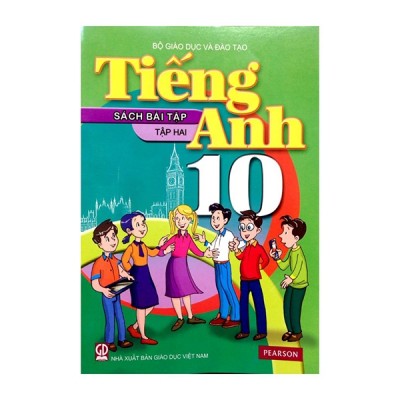 BỘ GIÁO DỤC VÀ ĐÀO TẠO
Tiếng
Anh
SÁCH BÀI TẬP
TẬP HAI
10
GD
NHÀ XUẤT BẢN GIÁO DỤC VIỆT NAM
PEARSON